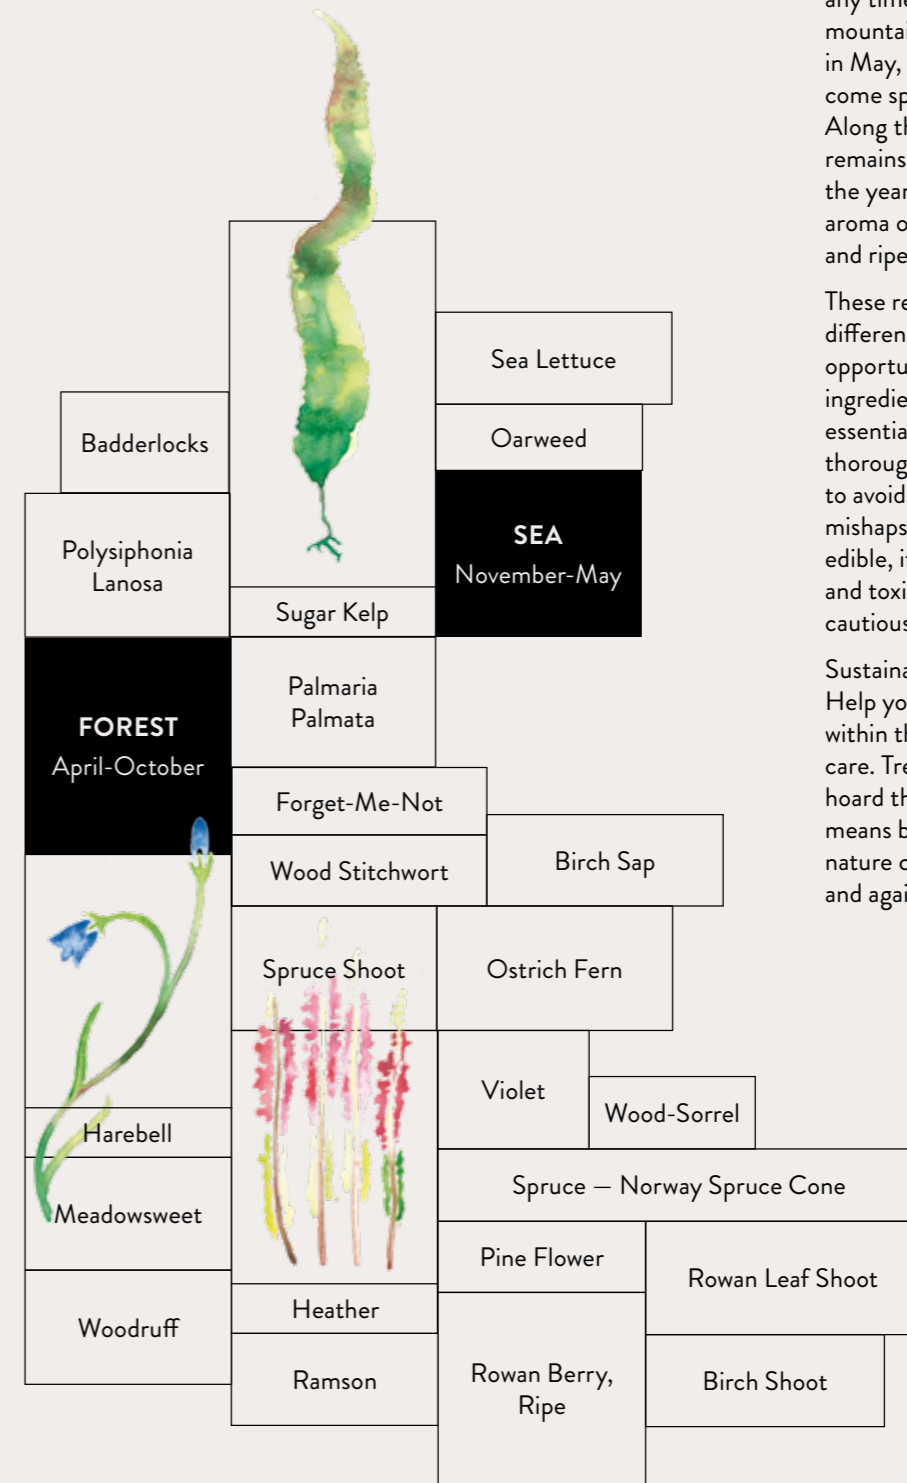 Sea Lettuce
Badderlocks
Oarweed
Polysiphonia
Lanosa
SEA
November-May
Sugar Kelp
FOREST
April-October
Palmaria
Palmata
Forget-Me-Not
Wood Stitchwort
Birch Sap
Spruce Shoot
Ostrich Fern
Violet
Wood-Sorrel
Harebell
Spruce — Norway Spruce Cone
Meadowsweet
Pine Flower
Rowan Leaf Shoot
Heather
Woodruff
Ramson
Rowan Berry,
Ripe
Birch Shoot
mountai
in May,
come sp
Along th
remains
the year
aroma o
and ripe
These re
differen
opportu
ingredie
essentia
thoroug
to avoid
mishaps
edible, i
and toxi
cautious
Sustaina
Help yo
within th
care. Tre
hoard th
means b
nature o
and agai